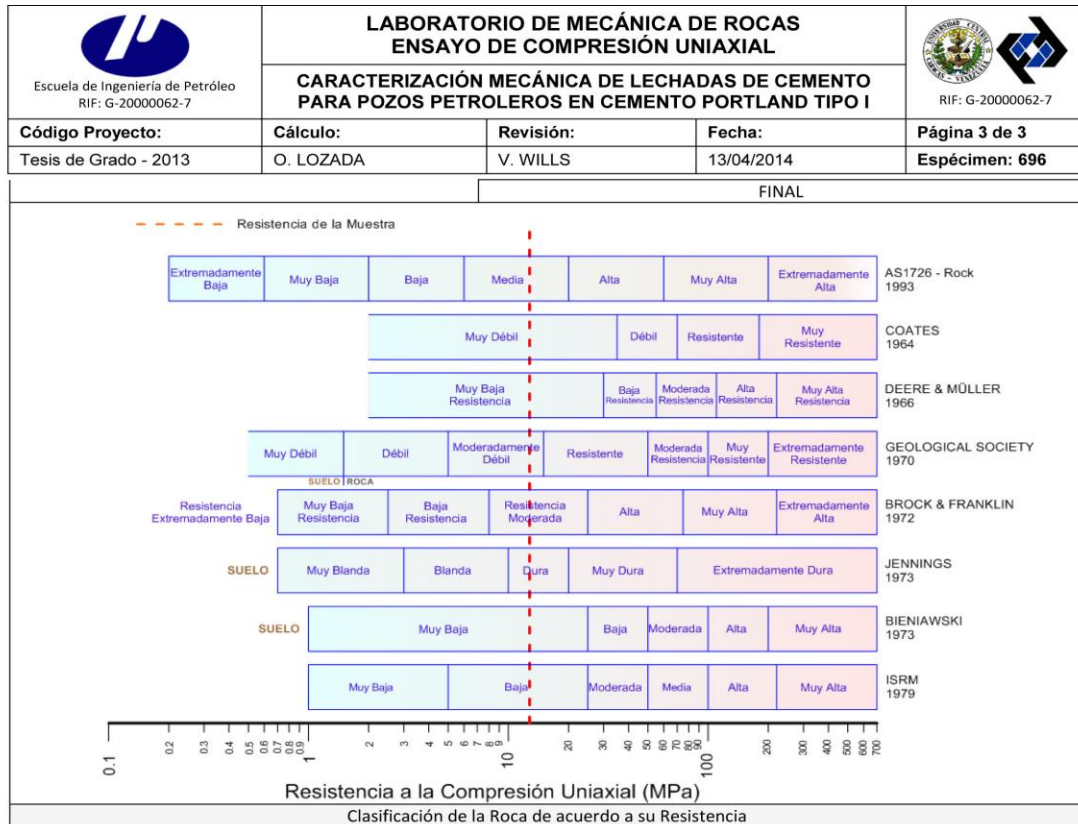 LABORATORIO DE MECÁNICA DE ROCAS
ENSAYO DE COMPRESIÓN UNIAXIAL
Escuela de Ingeniería de Petróleo
RIF: G-20000062-7
CARACTERIZACIÓN MECÁNICA DE LECHADAS DE CEMENTO
PARA POZOS PETROLEROS EN CEMENTO PORTLAND TIPO I
RIF: G-20000062-7
Código Proyecto: Cálculo: Revisión: Fecha: Página 3 de 3
Tesis de Grado - 2013 O. LOZADA V. WILLS 13/04/2014 Espécimen: 696
FINAL
Resistencia de la Muestra
Extremadamente Baja Muy Baja Baja Media Alta Muy Alta Extremadamente Alta AS1726 - Rock 1993
Muy Débil Débil Resistente Muy Resistente COATES 1964
Muy Baja Resistencia Baja Resistencia Moderada Resistencia Alta Resistencia Muy Alta Resistencia DEERE & MÜLLER 1966
Muy Débil Débil Moderadamente Débil Resistente Moderada Resistencia Muy Resistente Extremadamente Resistente GEOLOGICAL SOCIETY 1970
SUELO ROCA
Resistencia Extremadamente Baja Muy Baja Resistencia Baja Resistencia Resistencia Moderada Alta Muy Alta Extremadamente Alta BROCK & FRANKLIN 1972
SUELO Muy Blanda Blanda Dura Muy Dura Extremadamente Dura JENNINGS 1973
SUELO Muy Baja Baja Moderada Alta Muy Alta BIENIAWSKI 1973
Muy Baja Baja Moderada Media Alta Muy Alta ISRM 1979
0.1 0.2 0.3 0.4 0.5 0.6 0.7 0.8 0.9 1 2 3 4 5 6 7 8 9 10 20 30 40 50 60 70 80 90 100 200 300 400 500 600 700
Resistencia a la Compresión Uniaxial (MPa)
Clasificación de la Roca de acuerdo a su Resistencia